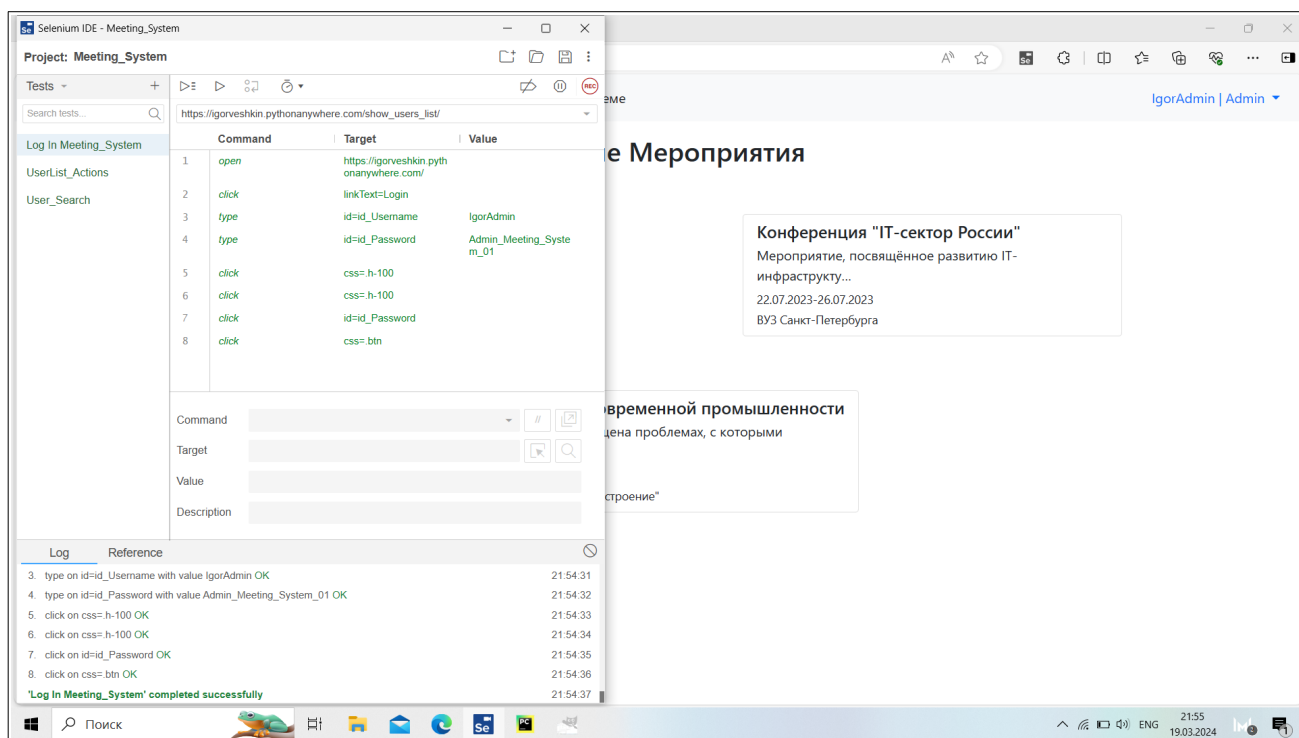 Selenium IDE - Meeting_System
Project: Meeting_System
Tests
Search tests...
Log In Meeting_System
UserList_Actions
User_Search
REC
https://igorveshkin.pythonanywhere.com/show_users_list/
Command Target Value
1 open https://igorveshkin.pyth
onanywhere.com/
2 click linkText=Login
3 type id=id_Username IgorAdmin
4 type id=id_Password Admin_Meeting_Syste
m_01
5 click css=.h-100
6 click css=.h-100
7 click id=id_Password
8 click css=.btn
Command //
Target
Value
Description
Log Reference
3. type on id=id_Username with value IgorAdmin OK 21:54:31
4. type on id=id_Password with value Admin_Meeting_System_01 OK 21:54:32
5. click on css=.h-100 OK 21:54:33
6. click on css=.h-100 OK 21:54:34
7. click on id=id_Password OK 21:54:35
8. click on css=.btn OK 21:54:36
'Log In Meeting_System' completed successfully 21:54:37
еме
IgorAdmin | Admin
е Мероприятия
Конференция "IT-сектор России"
Мероприятие, посвящённое развитию IT-
инфраструкту...
22.07.2023-26.07.2023
ВУЗ Санкт-Петербурга
овременной промышленности
цена проблемах, с которыми
строение"
Поиск
Se
PC
ENG
21:55
19.03.2024
1